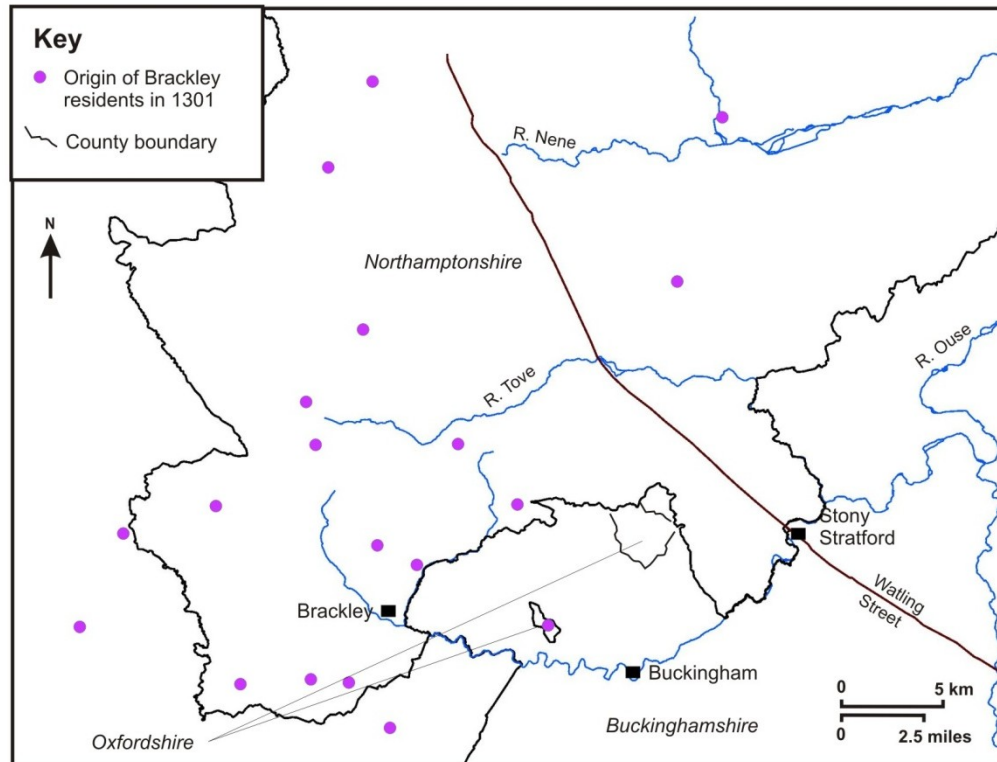 Key
Origin of Brackley
residents in 1301
County boundary
N
R. Nene
Northamptonshire
R. Ouse
R. Tove
Stony
Stratford
Watling
Street
Brackley
Buckingham
Oxfordshire
Buckinghamshire
0 5 km
0 2.5 miles